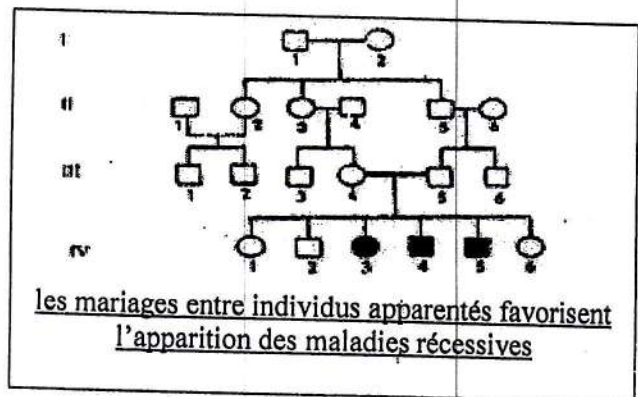 I
1 2
II
1 2 3 4 5 6
III
1 2 3 4 5 6
IV
1 2 3 4 5 6
les mariages entre individus apparentés favorisent
l'apparition des maladies récessives